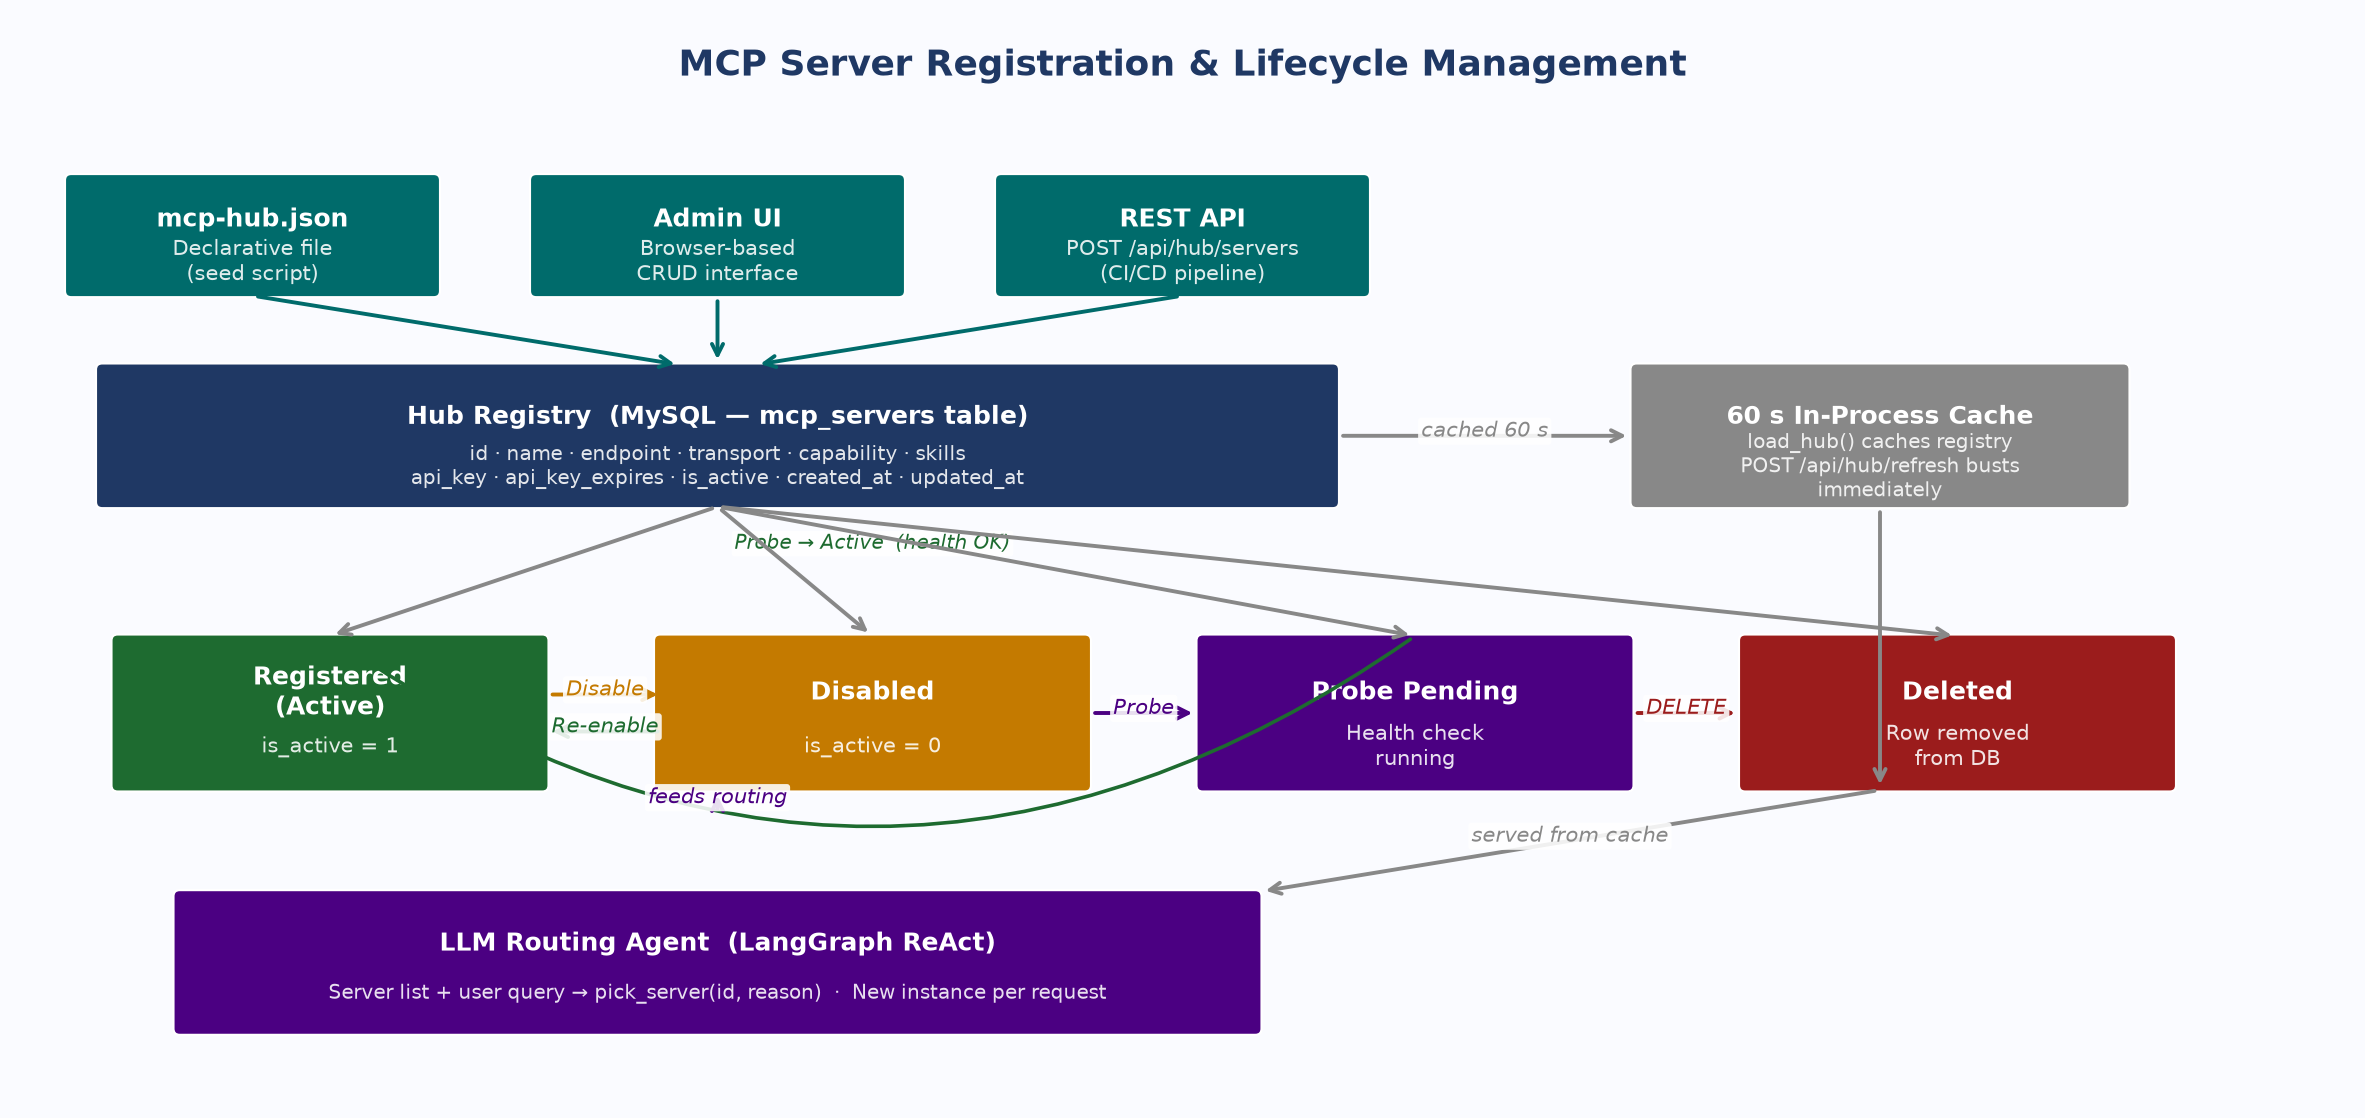 MCP Server Registration & Lifecycle Management
mcp-hub.json
Declarative file
(seed script)
Admin UI
Browser-based
CRUD interface
REST API
POST /api/hub/servers
(CI/CD pipeline)
Hub Registry (MySQL — mcp_servers table)
id · name · endpoint · transport · capability · skills
api_key · api_key_expires · is_active · created_at · updated_at
cached 60 s
60 s In-Process Cache
load_hub() caches registry
POST /api/hub/refresh busts
immediately
Probe → Active (health OK)
Registered
(Active)
is_active = 1
Disable
Re-enable
Disabled
is_active = 0
Probe
Probe Pending
Health check
running
DELETE
Deleted
Row removed
from DB
feeds routing
served from cache
LLM Routing Agent (LangGraph ReAct)
Server list + user query → pick_server(id, reason) · New instance per request